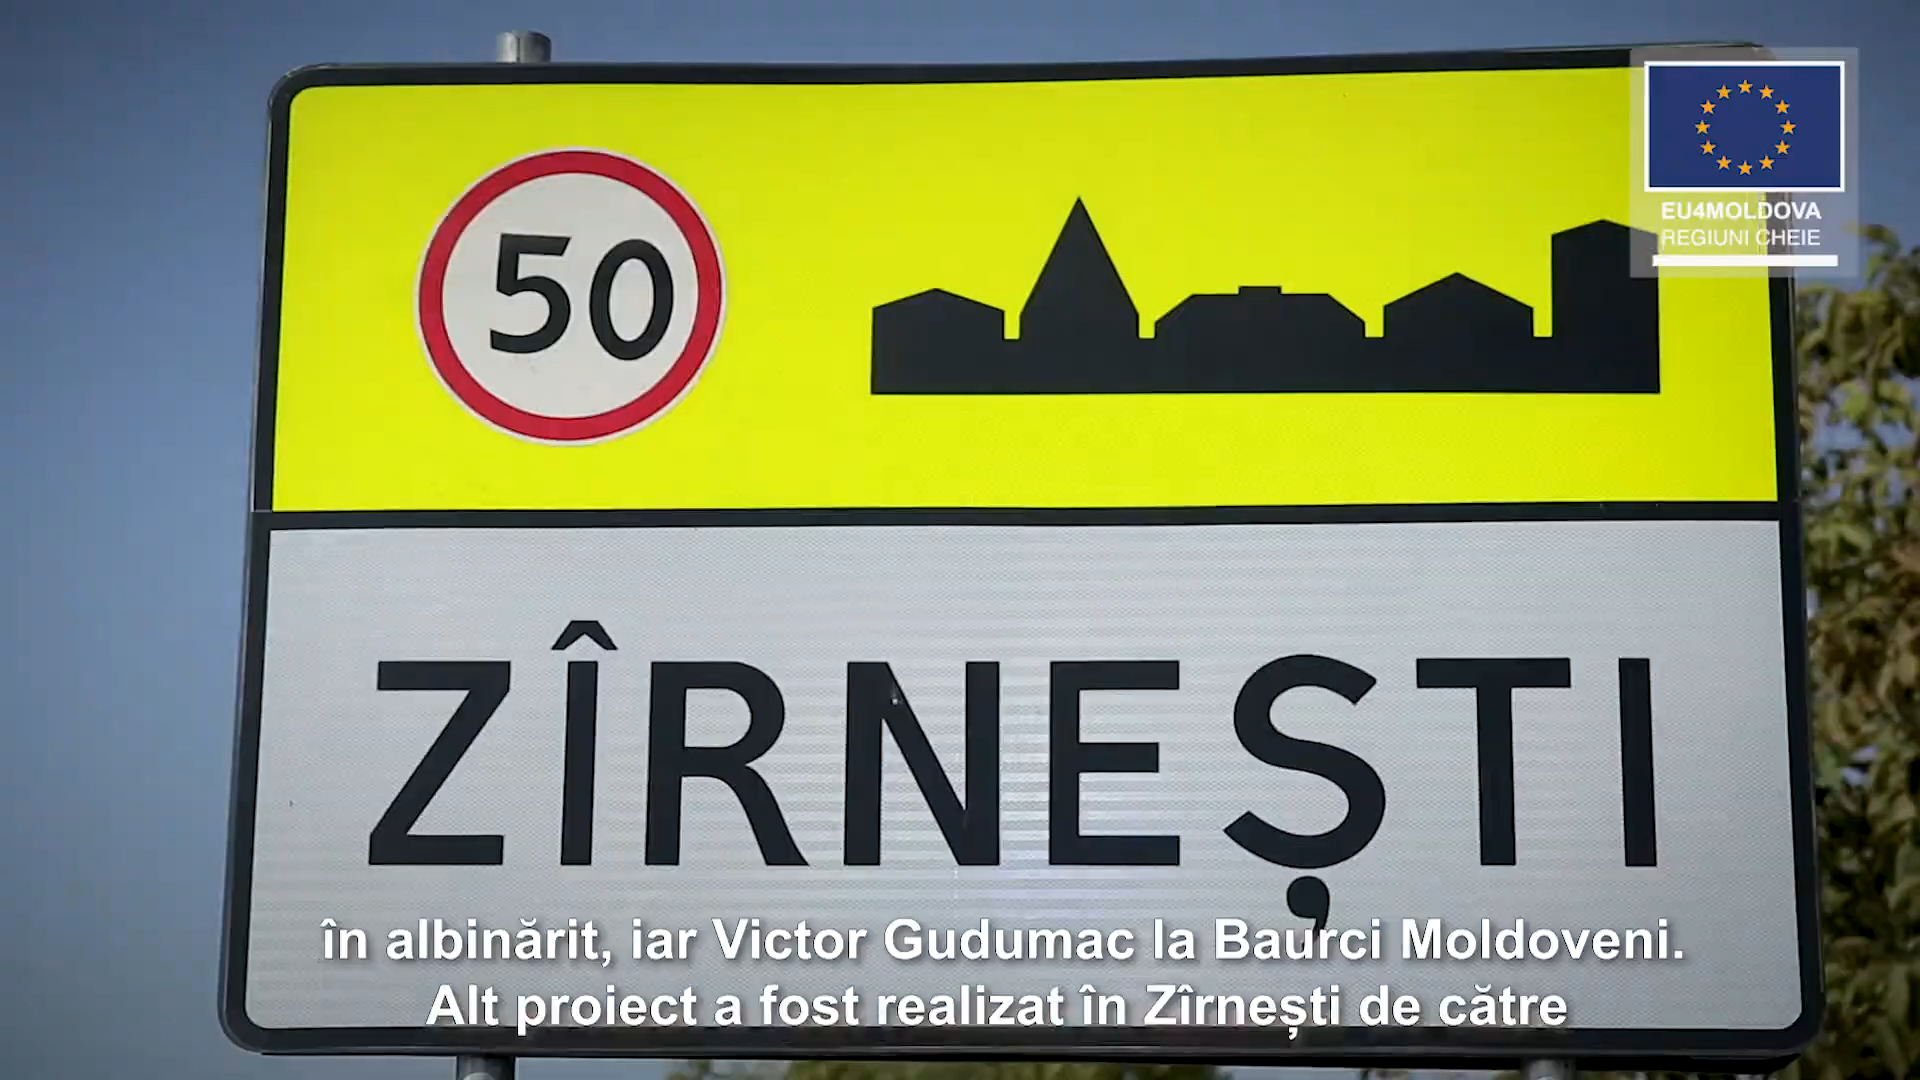 50
EU4MOLDOVA
REGIUNI CHEIE
ZÎRNEȘTI
în albinărit, iar Victor Gudumac la Baurci Moldoveni.
Alt proiect a fost realizat în Zîrnești de către